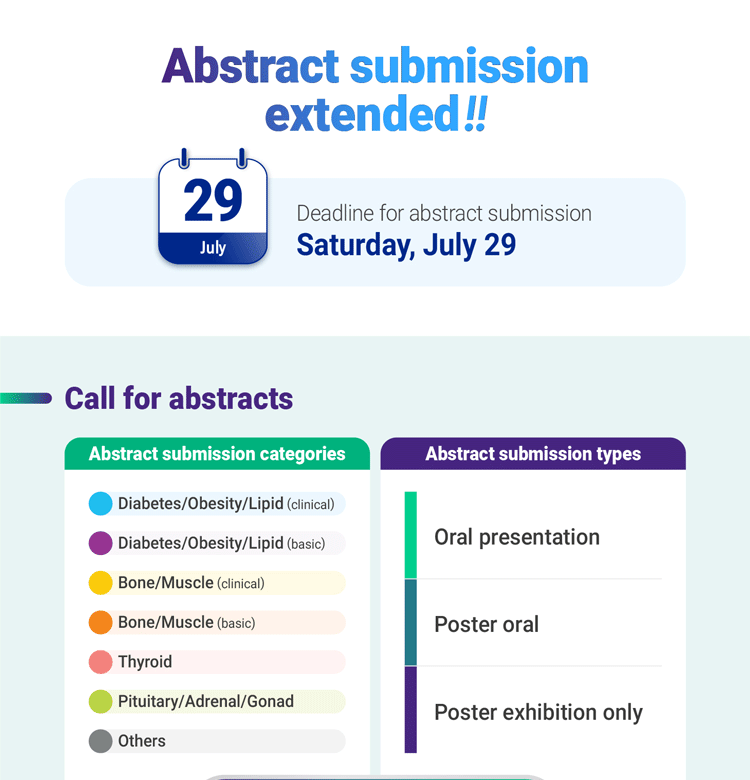 Abstract submission
extended!!
29
July
Deadline for abstract submission
Saturday, July 29
Call for abstracts
Abstract submission categories
Diabetes/Obesity/Lipid (clinical)
Diabetes/Obesity/Lipid (basic)
Bone/Muscle (clinical)
Bone/Muscle (basic)
Thyroid
Pituitary/Adrenal/Gonad
Others
Abstract submission types
Oral presentation
Poster oral
Poster exhibition only